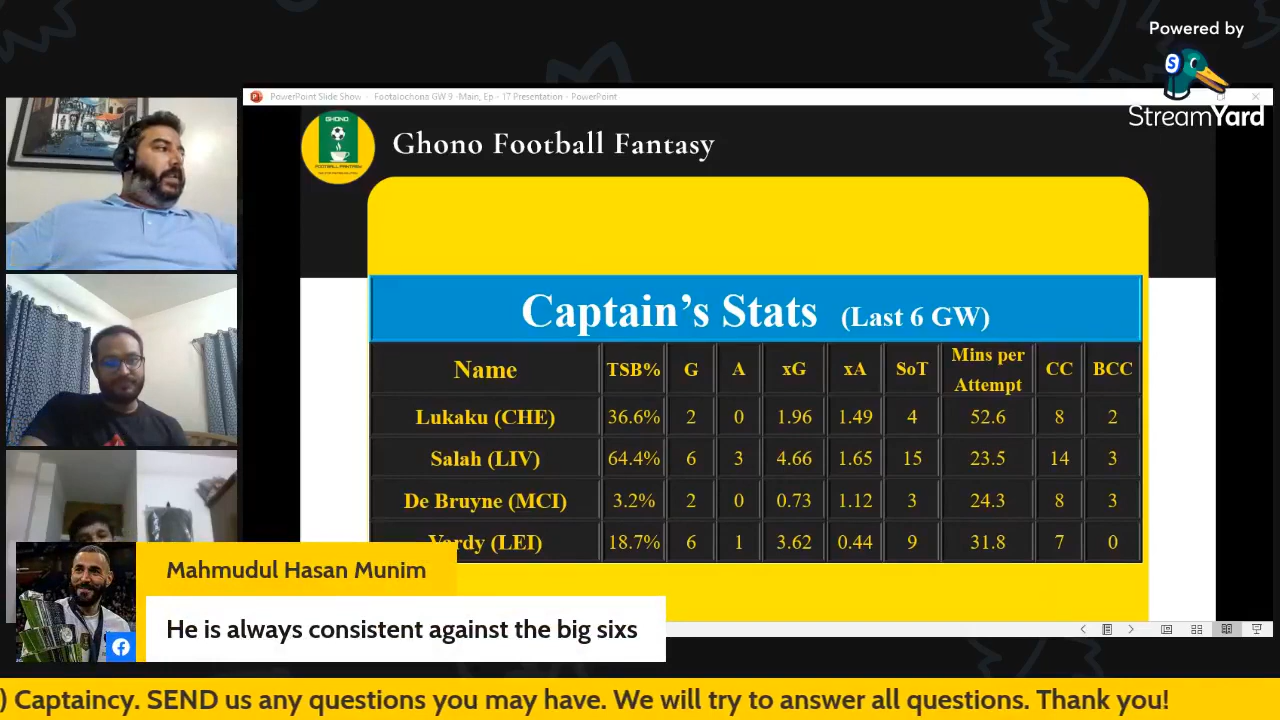 Powered by
StreamYard
PowerPoint Slide Show - Footalochona GW 9 -Main, Ep - 17 Presentation - PowerPoint
GHONO
FOOTBALL FANTASY
Ghono Football Fantasy
Captain's Stats (Last 6 GW)
Name TSB% G A xG xA SoT Mins per Attempt CC BCC
Lukaku (CHE) 36.6% 2 0 1.96 1.49 4 52.6 8 2
Salah (LIV) 64.4% 6 3 4.66 1.65 15 23.5 14 3
De Bruyne (MCI) 3.2% 2 0 0.73 1.12 3 24.3 8 3
Vardy (LEI) 18.7% 6 1 3.62 0.44 9 31.8 7 0
Mahmudul Hasan Munim
He is always consistent against the big sixs
) Captaincy. SEND us any questions you may have. We will try to answer all questions. Thank you!